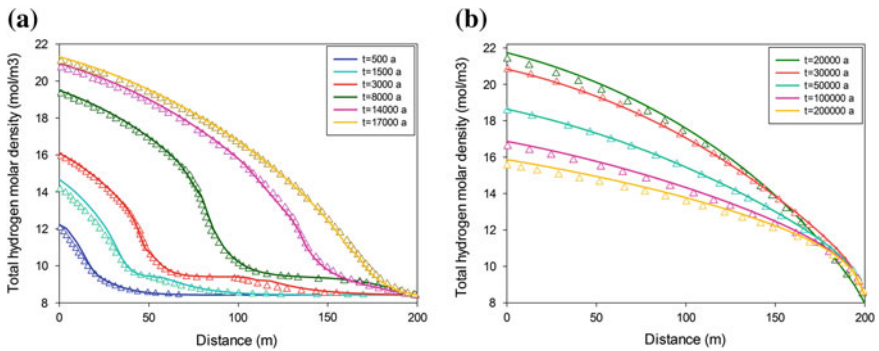 (a)
Total hydrogen molar density (mol/m3)
22
20
18
16
14
12
10
8
0
50
100
150
200
Distance (m)
t=500 a
t=1500 a
t=3000 a
t=8000 a
t=14000 a
t=17000 a
(b)
Total hydrogen molar density (mol/m3)
22
20
18
16
14
12
10
8
0
50
100
150
200
Distance (m)
t=20000 a
t=30000 a
t=50000 a
t=100000 a
t=200000 a